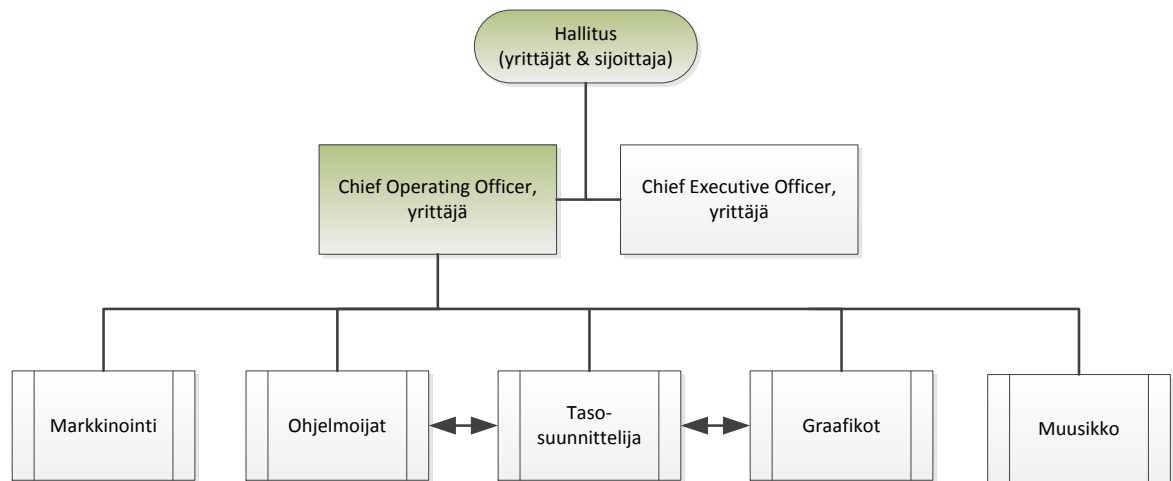 Hallitus
(yrittäjät & sijoittaja)
Chief Operating Officer,
yrittäjä
Chief Executive Officer,
yrittäjä
Markkinointi
Ohjelmoijat
Taso-
suunnittelija
Graafikot
Muusikko